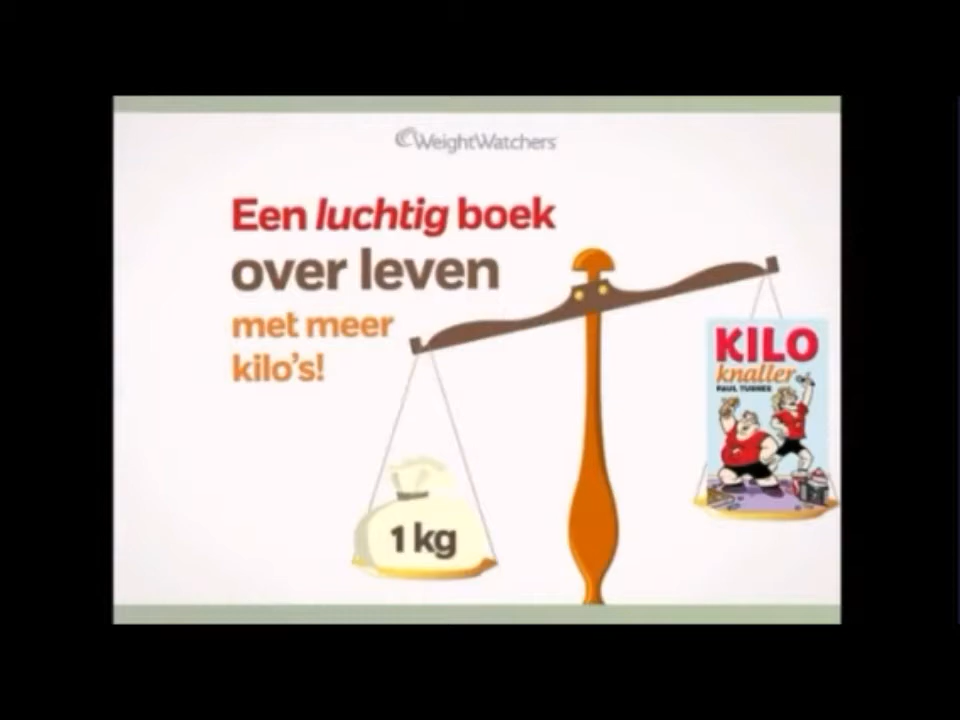 WeightWatchers
Een luchtig boek
over leven
met meer
kilo's!
KILO
knaller
PAUL TURNER
1 kg